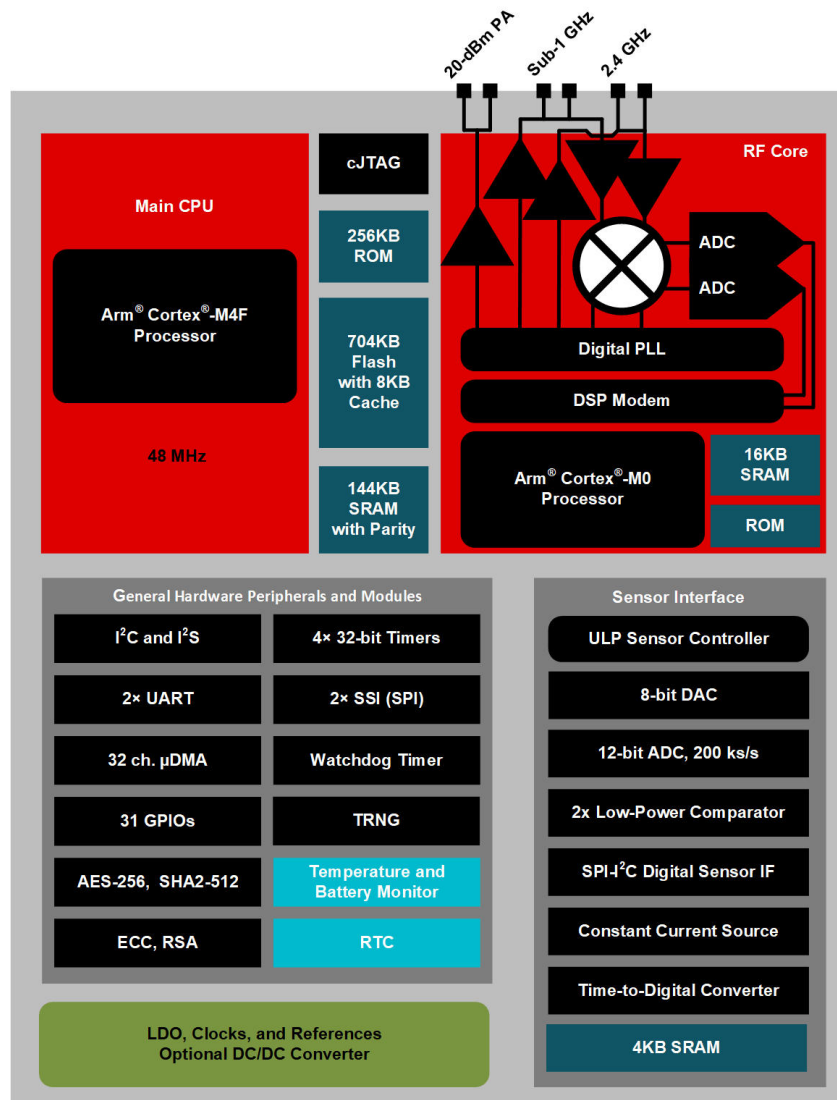 20-dBm PA
Sub-1 GHz
2.4 GHz
Main CPU
Arm® Cortex®-M4F
Processor
48 MHz
cJTAG
256KB
ROM
704KB
Flash
with 8KB
Cache
144KB
SRAM
with Parity
RF Core
ADC
ADC
Digital PLL
DSP Modem
Arm® Cortex®-M0
Processor
16KB
SRAM
ROM
General Hardware Peripherals and Modules
I²C and I²S
4× 32-bit Timers
2× UART
2× SSI (SPI)
32 ch. µDMA
Watchdog Timer
31 GPIOs
TRNG
AES-256, SHA2-512
Temperature and
Battery Monitor
ECC, RSA
RTC
LDO, Clocks, and References
Optional DC/DC Converter
Sensor Interface
ULP Sensor Controller
8-bit DAC
12-bit ADC, 200 ks/s
2x Low-Power Comparator
SPI-I²C Digital Sensor IF
Constant Current Source
Time-to-Digital Converter
4KB SRAM